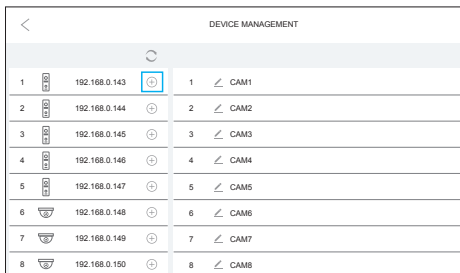 DEVICE MANAGEMENT
1 192.168.0.143 1 CAM1
2 192.168.0.144 2 CAM2
3 192.168.0.145 3 CAM3
4 192.168.0.146 4 CAM4
5 192.168.0.147 5 CAM5
6 192.168.0.148 6 CAM6
7 192.168.0.149 7 CAM7
8 192.168.0.150 8 CAM8